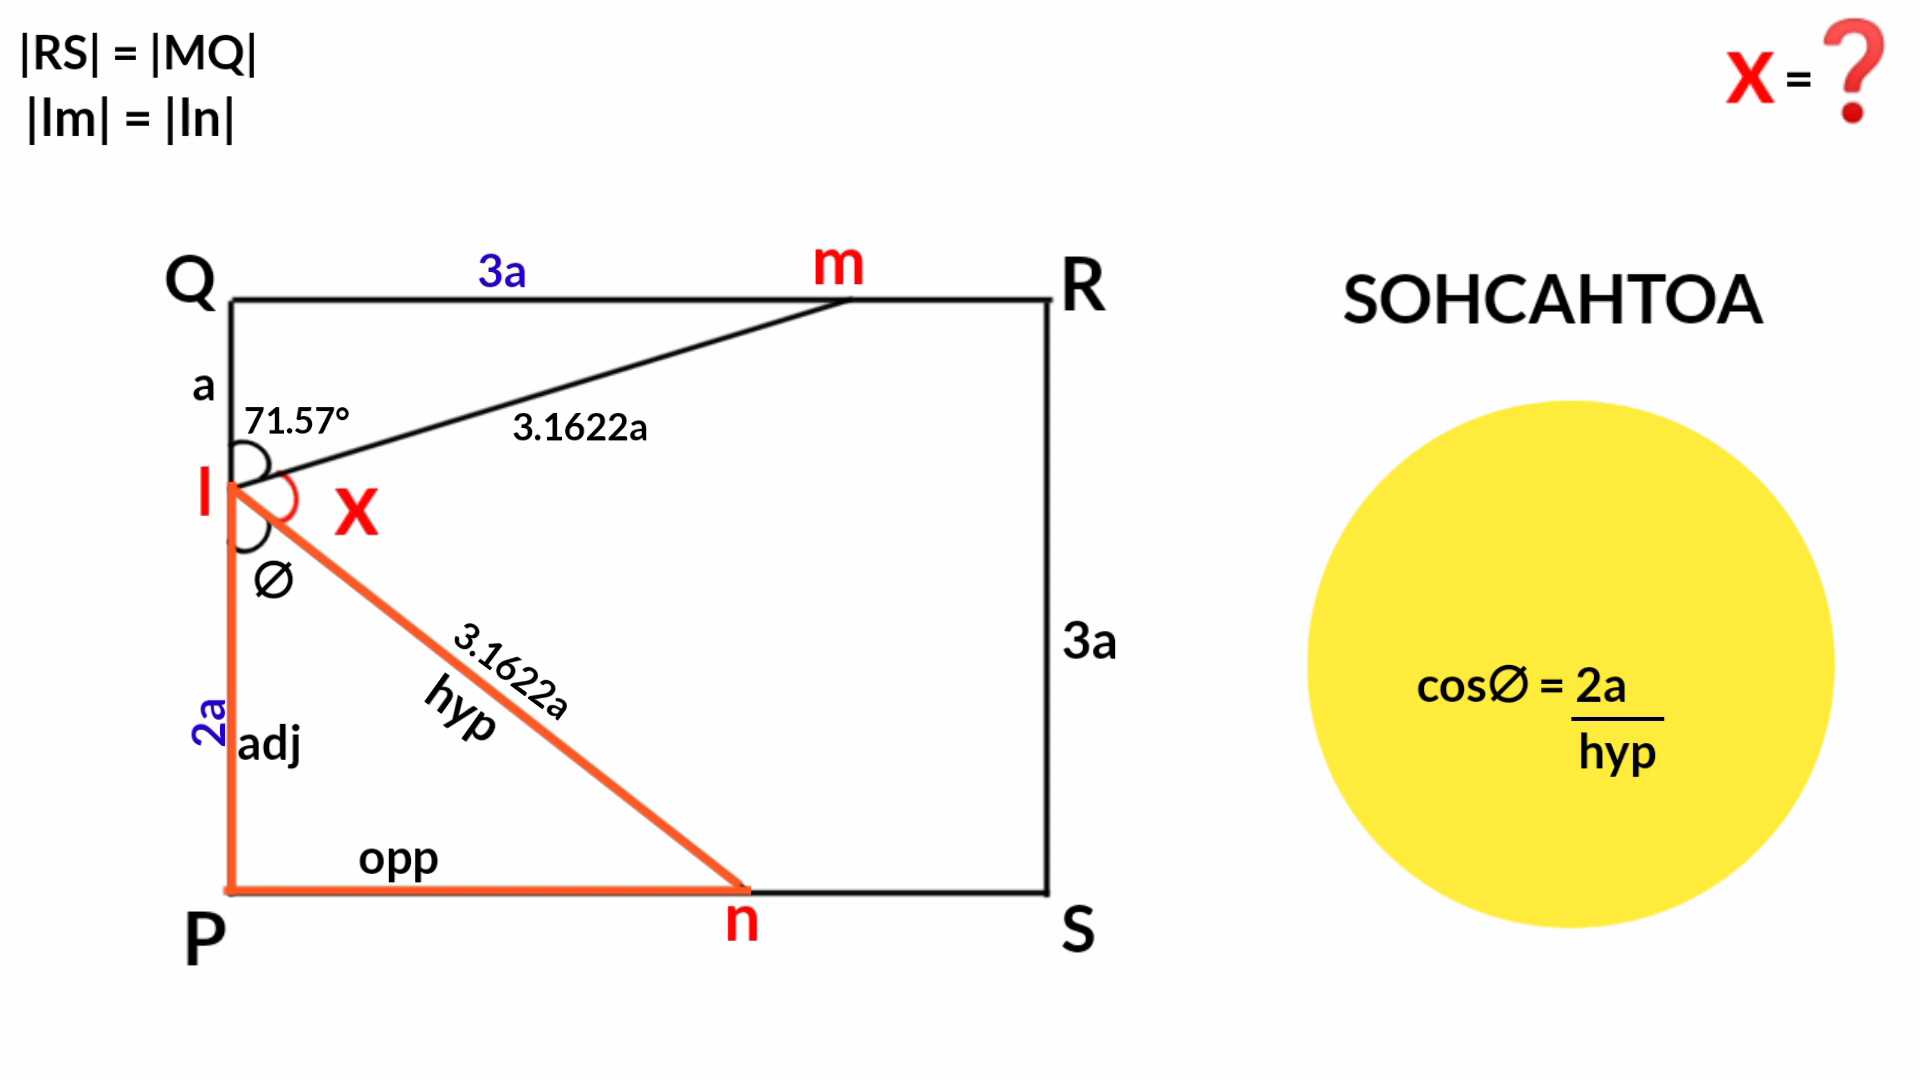 |RS| = |MQ|
|lm| = |ln|
X = ❓
Q
3a
m
R
SOHCAHTOA
a
71.57°
3.1622a
l
x
∅
3.1622a
hyp
3a
2a
adj
cos∅ = 2a
hyp
opp
P
n
S